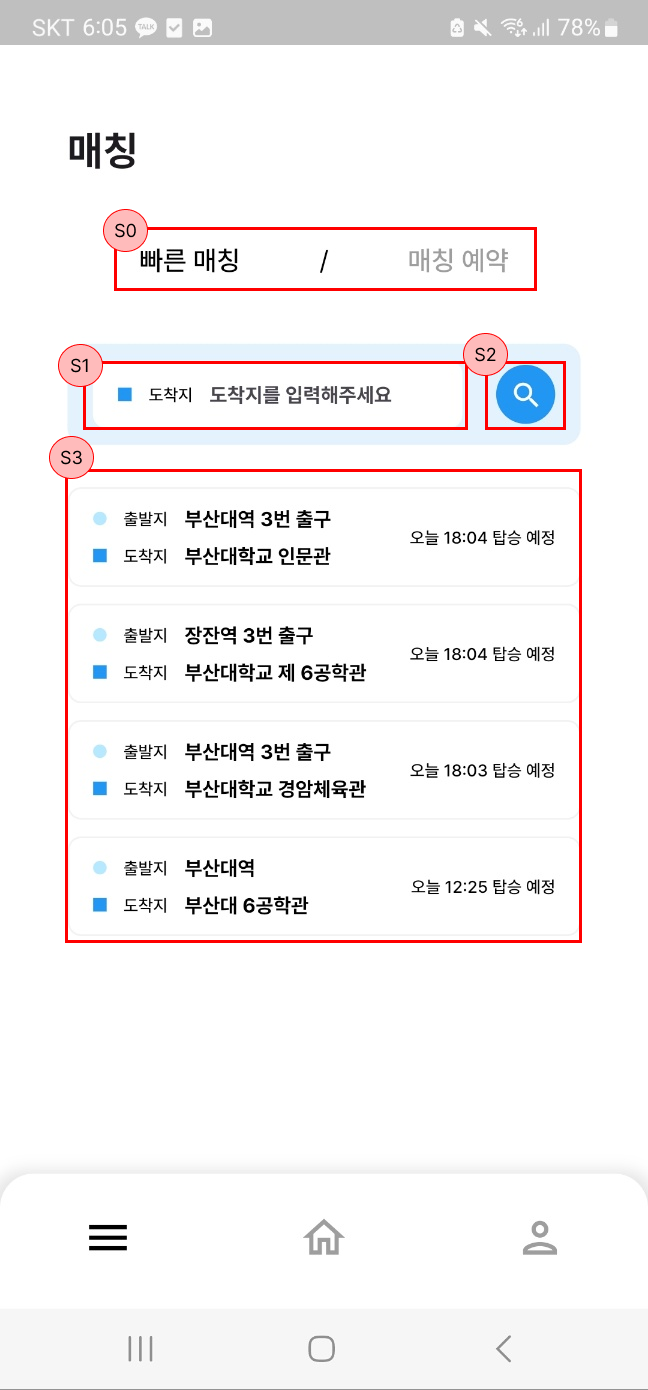 SKT 6:05 TALK 78%
매칭
S0
빠른 매칭 / 매칭 예약
S1
S2
도착지 도착지를 입력해주세요
S3
출발지 부산대역 3번 출구
오늘 18:04 탑승 예정
도착지 부산대학교 인문관
출발지 장잔역 3번 출구
오늘 18:04 탑승 예정
도착지 부산대학교 제 6공학관
출발지 부산대역 3번 출구
오늘 18:03 탑승 예정
도착지 부산대학교 경암체육관
출발지 부산대역
오늘 12:25 탑승 예정
도착지 부산대 6공학관